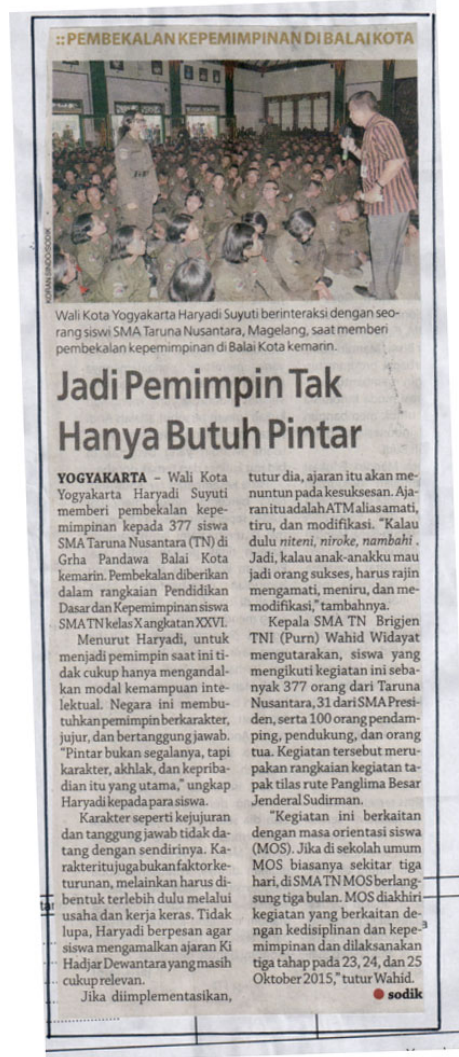 ::PEMBEKALAN KEPEMIMPINAN DI BALAI KOTA
KORAN SINDO/SODIK
Wali Kota Yogyakarta Haryadi Suyuti berinteraksi dengan seo-
rang siswi SMA Taruna Nusantara, Magelang, saat memberi
pembekalan kepemimpinan di Balai Kota kemarin.
Jadi Pemimpin Tak
Hanya Butuh Pintar
YOGYAKARTA – Wali Kota
Yogyakarta Haryadi Suyuti
memberi pembekalan kepe-
mimpinan kepada 377 siswa
SMA Taruna Nusantara (TN) di
Grha Pandawa Balai Kota
kemarin. Pembekalan diberikan
dalam rangkaian Pendidikan
Dasar dan Kepemimpinan siswa
SMA TN kelas X angkatan XXVI.
Menurut Haryadi, untuk
menjadi pemimpin saat ini ti-
dak cukup hanya mengandal-
kan modal kemampuan inte-
lektual. Negara ini membu-
tuhkan pemimpin berkarakter,
jujur, dan bertanggung jawab.
"Pintar bukan segalanya, tapi
karakter, akhlak, dan kepriba-
dian itu yang utama," ungkap
Haryadi kepada para siswa.
Karakter seperti kejujuran
dan tanggung jawab tidak da-
tang dengan sendirinya. Ka-
rakter itu juga bukan faktor ke-
turunan, melainkan harus di-
bentuk terlebih dulu melalui
usaha dan kerja keras. Tidak
lupa, Haryadi berpesan agar
siswa mengamalkan ajaran Ki
Hadjar Dewantara yang masih
cukup relevan.
Jika diimplementasikan,
tutur dia, ajaran itu akan me-
nuntun pada kesuksesan. Aja-
ran itu adalah ATM alias amati,
tiru, dan modifikasi. "Kalau
dulu niteni, niroke, nambahi .
Jadi, kalau anak-anakku mau
jadi orang sukses, harus rajin
mengamati, meniru, dan me-
modifikasi," tambahnya.
Kepala SMA TN Brigjen
TNI (Purn) Wahid Widayat
mengutarakan, siswa yang
mengikuti kegiatan ini seba-
nyak 377 orang dari Taruna
Nusantara, 31 dari SMA Presi-
den, serta 100 orang pendam-
ping, pendukung, dan orang
tua. Kegiatan tersebut meru-
pakan rangkaian kegiatan ta-
pak tilas rute Panglima Besar
Jenderal Sudirman.
"Kegiatan ini berkaitan
dengan masa orientasi siswa
(MOS). Jika di sekolah umum
MOS biasanya sekitar tiga
hari, di SMA TN MOS berlang-
sung tiga bulan. MOS diakhiri
kegiatan yang berkaitan de-
ngan kedisiplinan dan kepe-
mimpinan dan dilaksanakan
tiga tahap pada 23, 24, dan 25
Oktober 2015," tutur Wahid.
● sodik